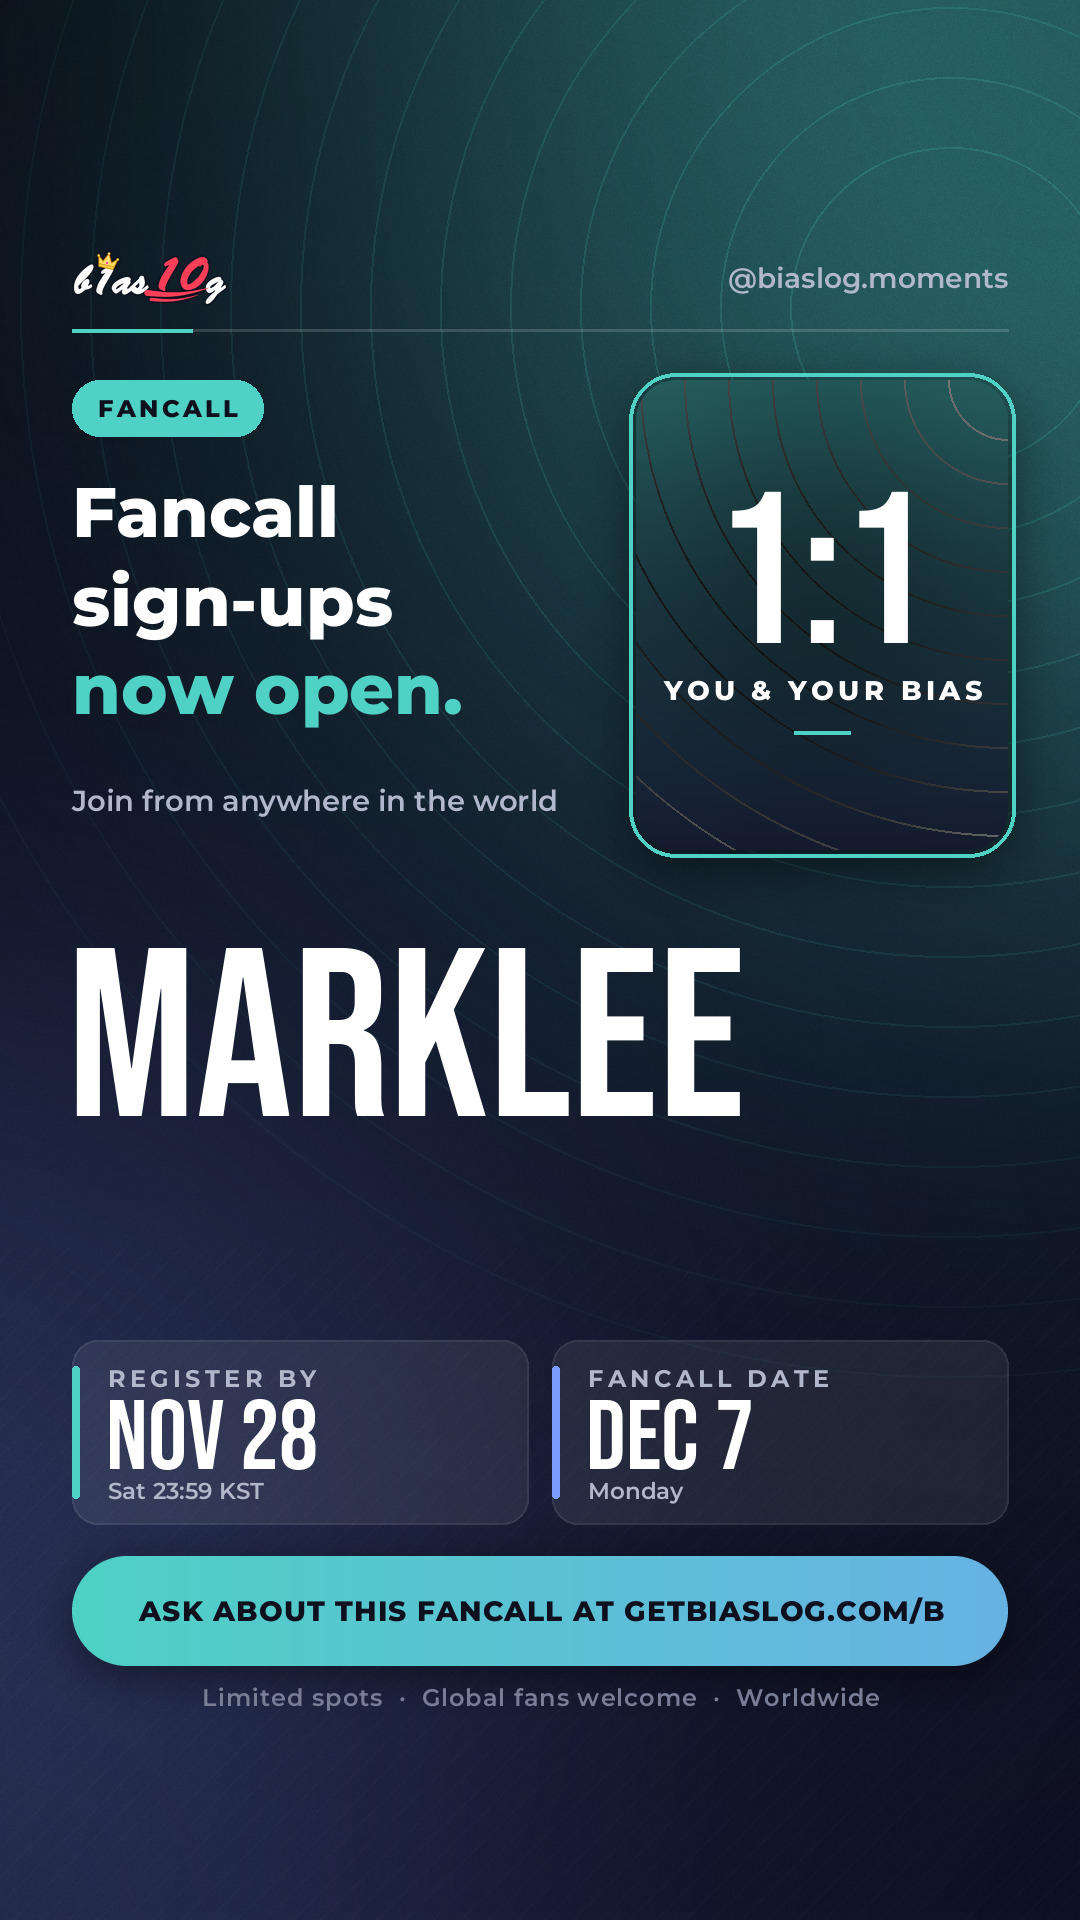 b1as10g
@biaslog.moments
FANCALL
Fancall
sign-ups
now open.
Join from anywhere in the world
1:1
YOU & YOUR BIAS
MARKLEE
REGISTER BY
NOV 28
Sat 23:59 KST
FANCALL DATE
DEC 7
Monday
ASK ABOUT THIS FANCALL AT GETBIASLOG.COM/B
Limited spots · Global fans welcome · Worldwide